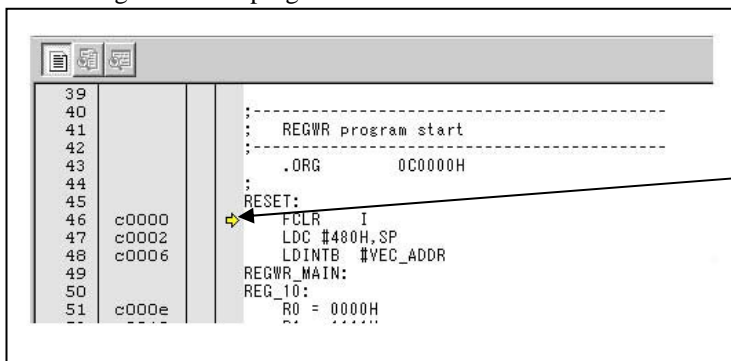 39
40 ;-----------------------------------------------
41 ; REGWR program start
42 ;-----------------------------------------------
43 .ORG 0C0000H
44 ;
45 RESET:
46 c0000 FCLR I
47 c0002 LDC #480H,SP
48 c0006 LDINTB #VEC_ADDR
49 REGWR_MAIN:
50 REG_10:
51 c000e R0 = 0000H